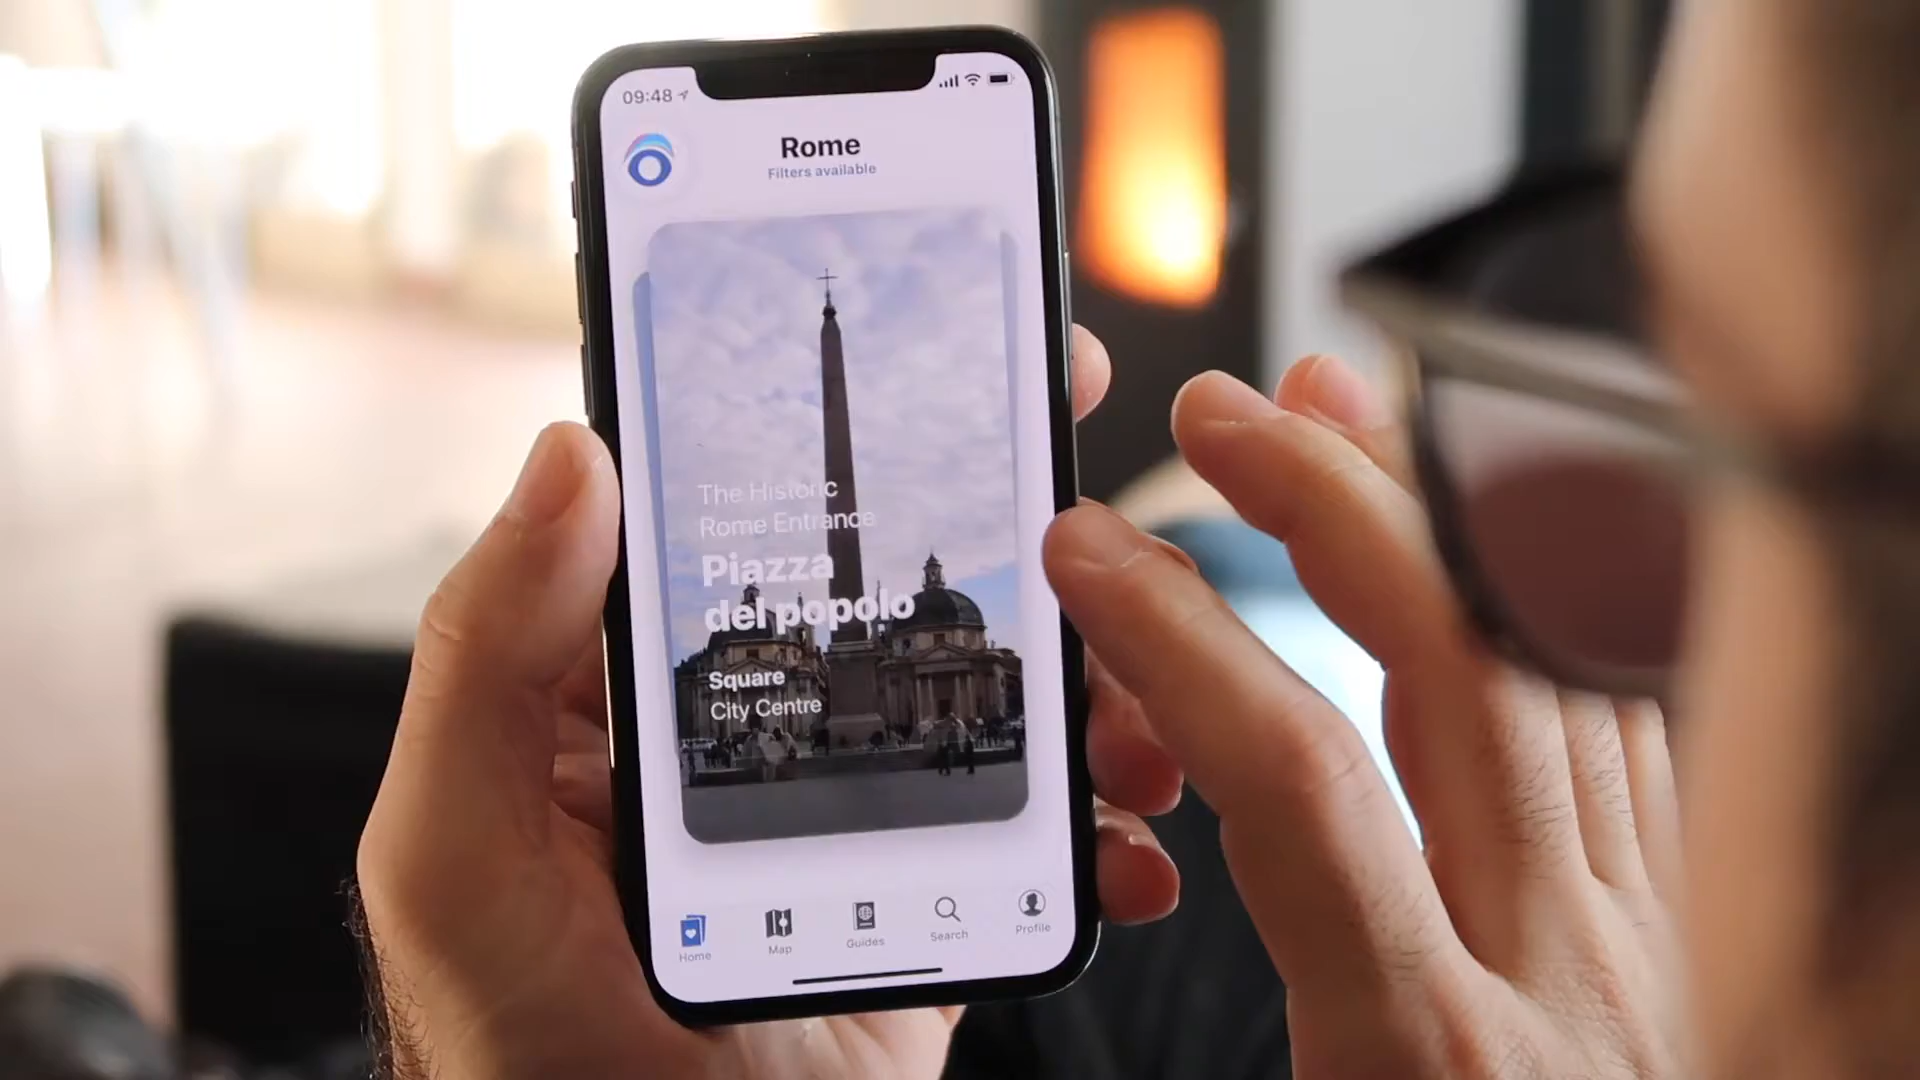 09:48
Rome
Filters available
The Historic
Rome Entrance
Piazza
del popolo
Square
City Centre
Home
Map
Guides
Search
Profile